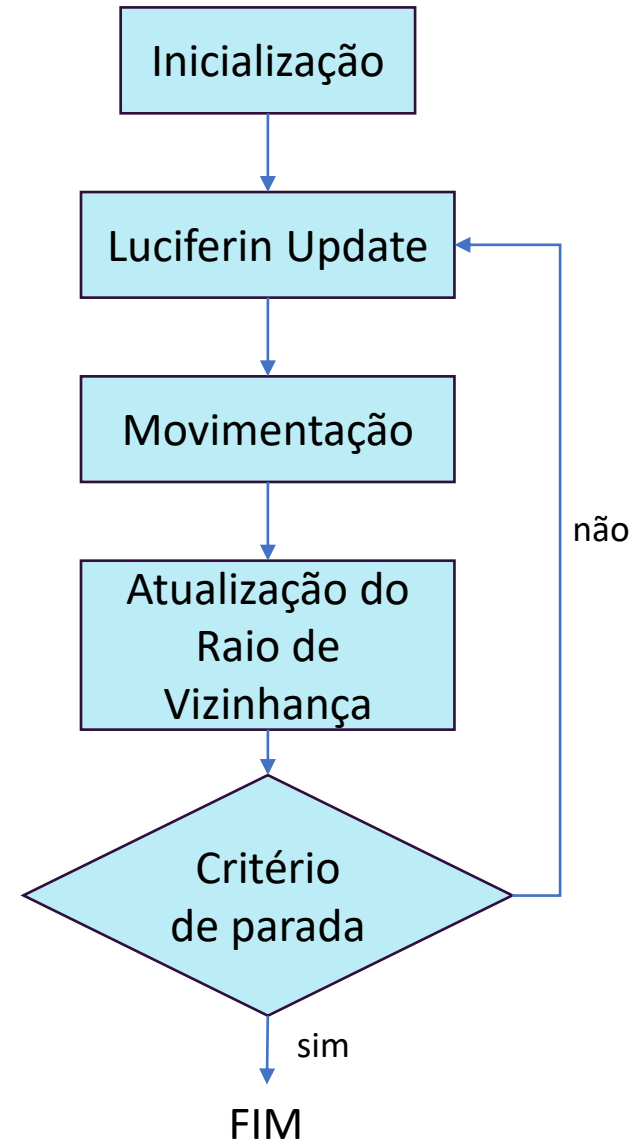 Inicialização
Luciferin Update
Movimentação
não
Atualização do
Raio de
Vizinhança
Critério
de parada
sim
FIM